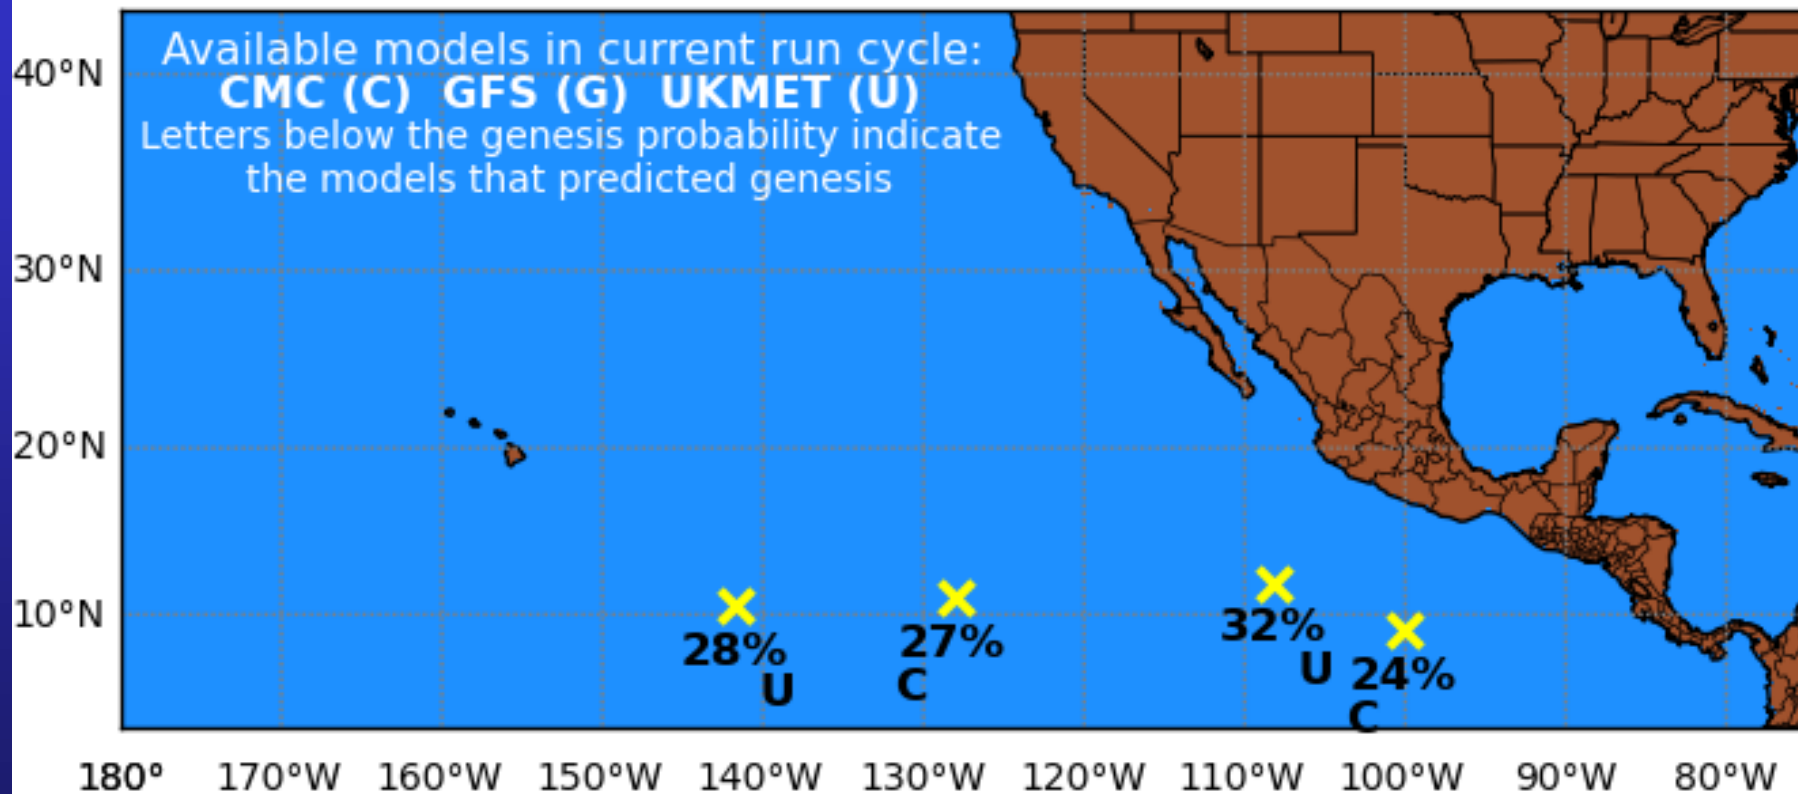 Available models in current run cycle:
CMC (C) GFS (G) UKMET (U)
Letters below the genesis probability indicate
the models that predicted genesis
40°N
30°N
20°N
10°N
28%
U
27%
C
32%
U
24%
C
180° 170°W 160°W 150°W 140°W 130°W 120°W 110°W 100°W 90°W 80°W